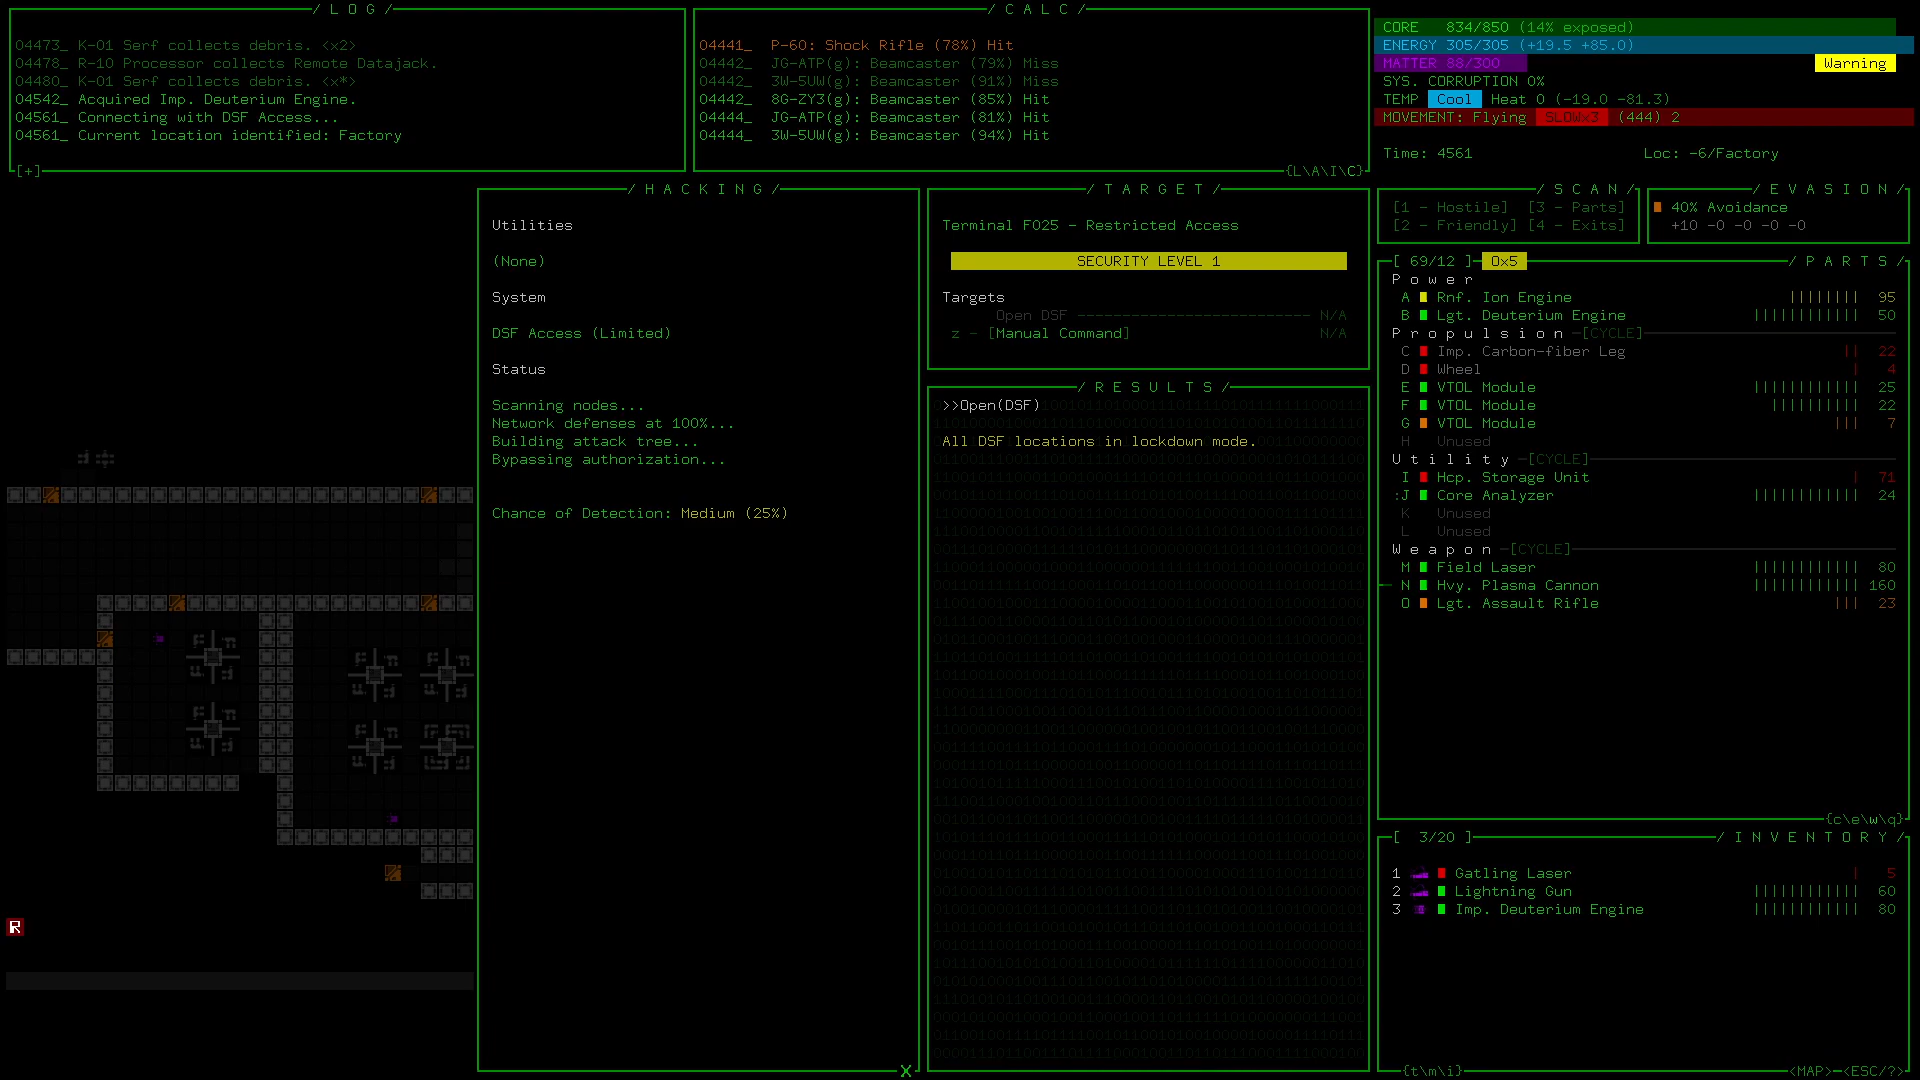 / L O G /
04473_ K-01 Serf collects debris. <x2>
04478_ R-10 Processor collects Remote Datajack.
04480_ K-01 Serf collects debris. <x*>
04542_ Acquired Imp. Deuterium Engine.
04561_ Connecting with DSF Access...
04561_ Current location identified: Factory
[+]
/ C A L C /
04441_ P-60: Shock Rifle (78%) Hit
04442_ JG-ATP(g): Beamcaster (79%) Miss
04442_ 3W-5UW(g): Beamcaster (91%) Miss
04442_ 8G-ZY3(g): Beamcaster (85%) Hit
04444_ JG-ATP(g): Beamcaster (81%) Hit
04444_ 3W-5UW(g): Beamcaster (94%) Hit
{L\A\I\C}
CORE 834/850 (14% exposed)
ENERGY 305/305 (+19.5 +85.0)
MATTER 88/300 Warning
SYS. CORRUPTION 0%
TEMP Cool Heat 0 (-19.0 -81.3)
MOVEMENT: Flying SLOWx3 (444) 2
Time: 4561 Loc: -6/Factory
/ H A C K I N G /
Utilities
(None)
System
DSF Access (Limited)
Status
Scanning nodes...
Network defenses at 100%...
Building attack tree...
Bypassing authorization...
Chance of Detection: Medium (25%)
X
/ T A R G E T /
Terminal F025 - Restricted Access
SECURITY LEVEL 1
Targets
Open DSF -------------------------- N/A
z - [Manual Command] N/A
/ R E S U L T S /
>>Open(DSF)
All DSF locations in lockdown mode.
/ S C A N /
[1 - Hostile] [3 - Parts]
[2 - Friendly] [4 - Exits]
/ E V A S I O N /
40% Avoidance
+10 -0 -0 -0 -0
[ 69/12 ] 0x5 / P A R T S /
P o w e r
A Rnf. Ion Engine 95
B Lgt. Deuterium Engine 50
P r o p u l s i o n [CYCLE]
C Imp. Carbon-fiber Leg 22
D Wheel 4
E VTOL Module 25
F VTOL Module 22
G VTOL Module 7
H Unused
U t i l i t y [CYCLE]
I Hcp. Storage Unit 71
:J Core Analyzer 24
K Unused
L Unused
W e a p o n [CYCLE]
M Field Laser 80
N Hvy. Plasma Cannon 160
O Lgt. Assault Rifle 23
{c\e\w\q}
[ 3/20 ] / I N V E N T O R Y /
1 Gatling Laser 5
2 Lightning Gun 60
3 Imp. Deuterium Engine 80
{t\m\i} <MAP> <ESC/?>
R